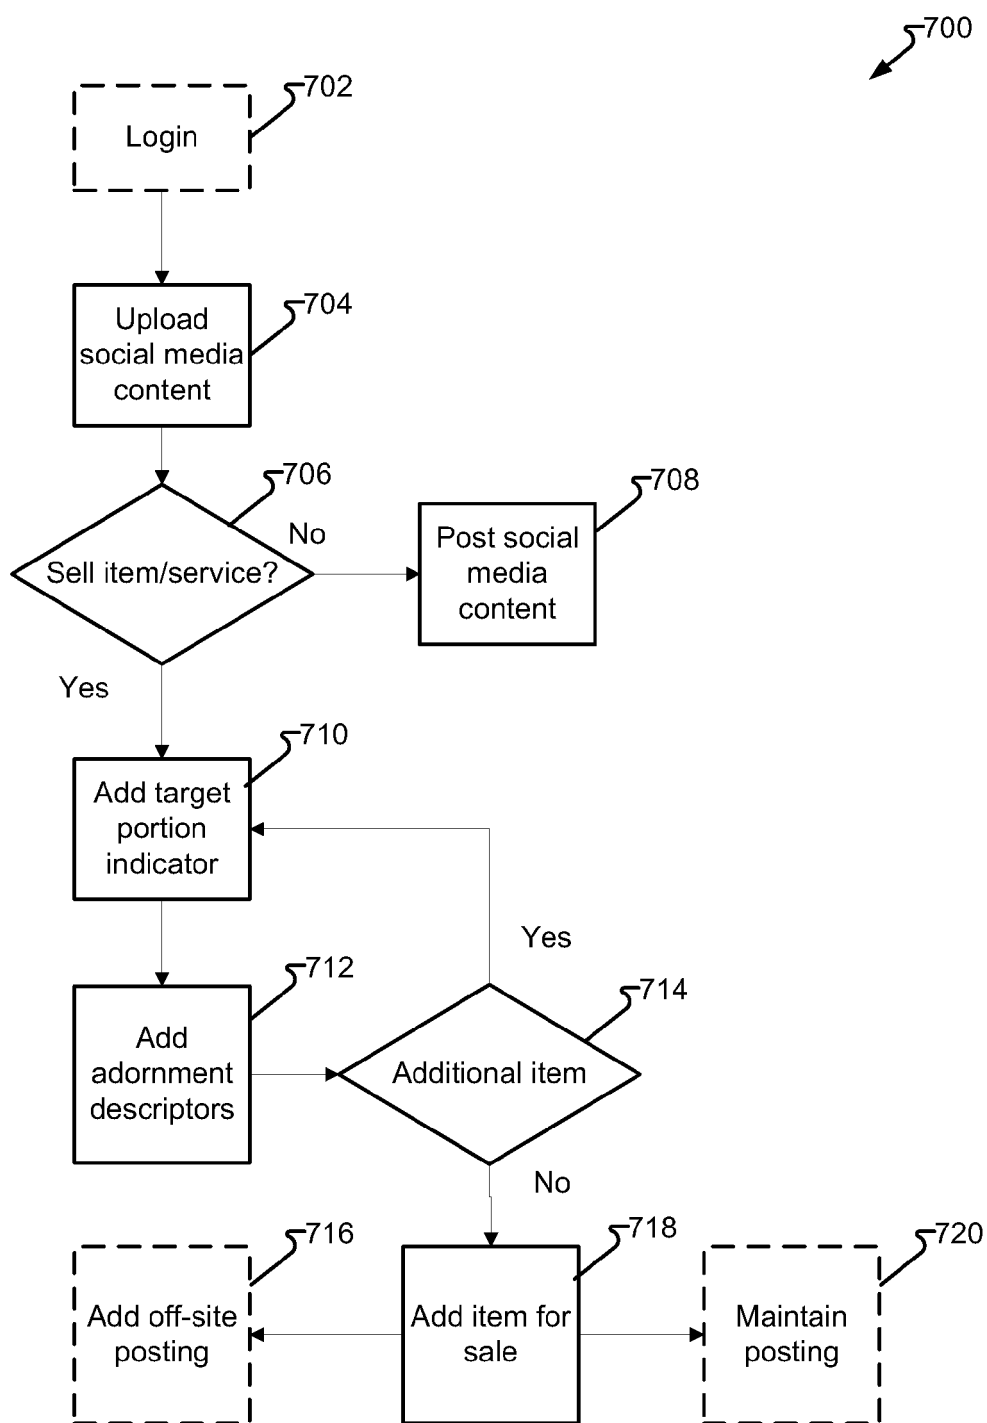 700
702
Login
704
Upload
social media
content
706
No
Sell item/service?
708
Post social
media
content
Yes
710
Add target
portion
indicator
Yes
712
Add
adornment
descriptors
714
Additional item
No
716
Add off-site
posting
718
Add item for
sale
720
Maintain
posting